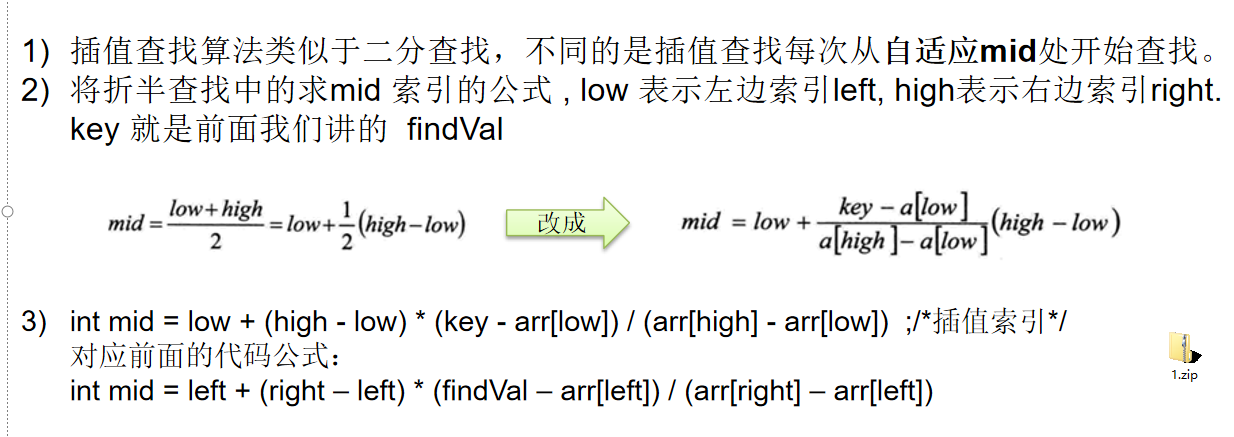 1) 插值查找算法类似于二分查找，不同的是插值查找每次从自适应mid处开始查找。
2) 将折半查找中的求mid 索引的公式 , low 表示左边索引left, high表示右边索引right.
key 就是前面我们讲的 findVal
mid = low+high/2 = low+1/2(high-low) 改成 mid = low + key - a[low]/a[high]- a[low](high - low)
3) int mid = low + (high - low) * (key - arr[low]) / (arr[high] - arr[low]) ;/*插值索引*/
对应前面的代码公式：
int mid = left + (right – left) * (findVal – arr[left]) / (arr[right] – arr[left])
1.zip